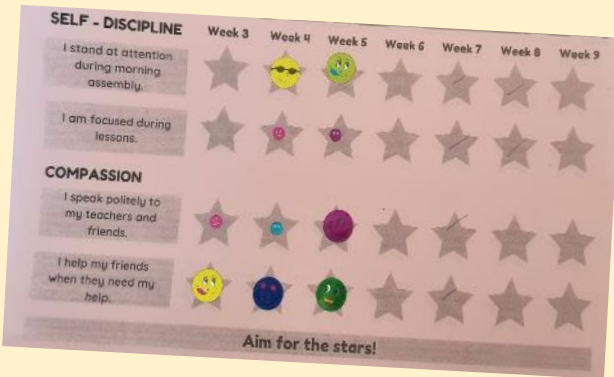 SELF - DISCIPLINE
Week 3 Week 4 Week 5 Week 6 Week 7 Week 8 Week 9
I stand at attention
during morning
assembly.
I am focused during
lessons.
COMPASSION
I speak politely to
my teachers and
friends.
I help my friends
when they need my
help.
Aim for the stars!